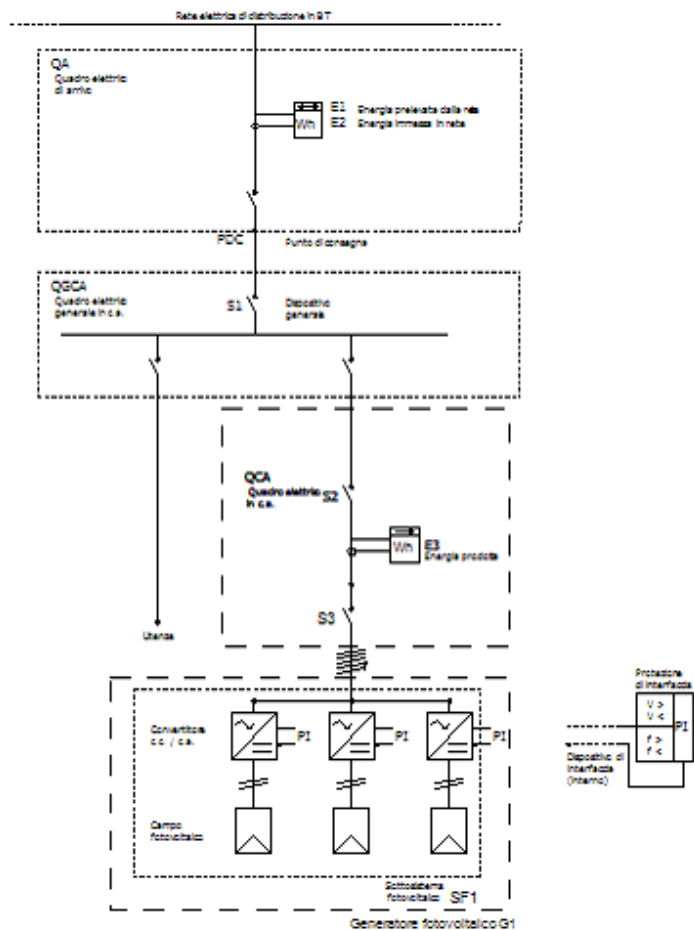 Rete elettrica di distribuzione in BT
QA
Quadro elettrico
di arrivo
E1 Energia prelevata dalla rete
E2 Energia immessa in rete
Wh
PDC
Punto di consegna
QGCA
Quadro elettrico
generale in c.a.
S1
Dispositivo
generale
QCA
Quadro elettrico
in c.a.
S2
Wh
E3
Energia prodotta
S3
Utenze
Convertitore
c.c. / c.a.
PI
PI
PI
Campo
fotovoltaico
Sottosistema
fotovoltaico SF1
Generatore fotovoltaico G1
Protezione
di interfaccia
V >
V <
PI
f >
f <
Dispositivo di
interfaccia
(interno)